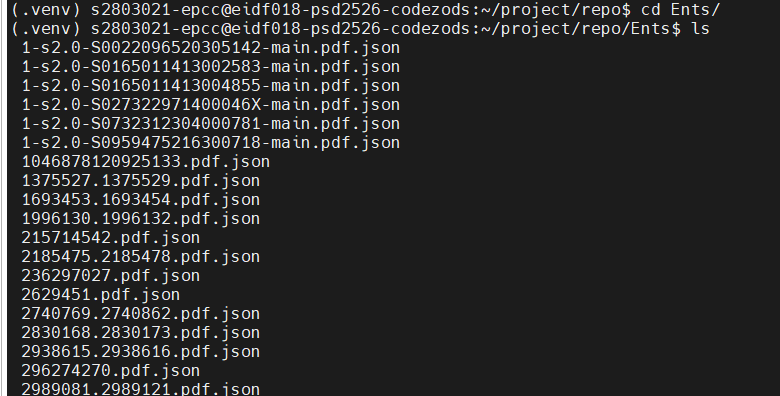 (.venv) s2803021-epcc@eidf018-psd2526-codezods:~/project/repo$ cd Ents/
(.venv) s2803021-epcc@eidf018-psd2526-codezods:~/project/repo/Ents$ ls
1-s2.0-S0022096520305142-main.pdf.json
1-s2.0-S0165011413002583-main.pdf.json
1-s2.0-S0165011413004855-main.pdf.json
1-s2.0-S027322971400046X-main.pdf.json
1-s2.0-S0732312304000781-main.pdf.json
1-s2.0-S0959475216300718-main.pdf.json
1046878120925133.pdf.json
1375527.1375529.pdf.json
1693453.1693454.pdf.json
1996130.1996132.pdf.json
215714542.pdf.json
2185475.2185478.pdf.json
236297027.pdf.json
2629451.pdf.json
2740769.2740862.pdf.json
2830168.2830173.pdf.json
2938615.2938616.pdf.json
296274270.pdf.json
2989081.2989121.pdf.json